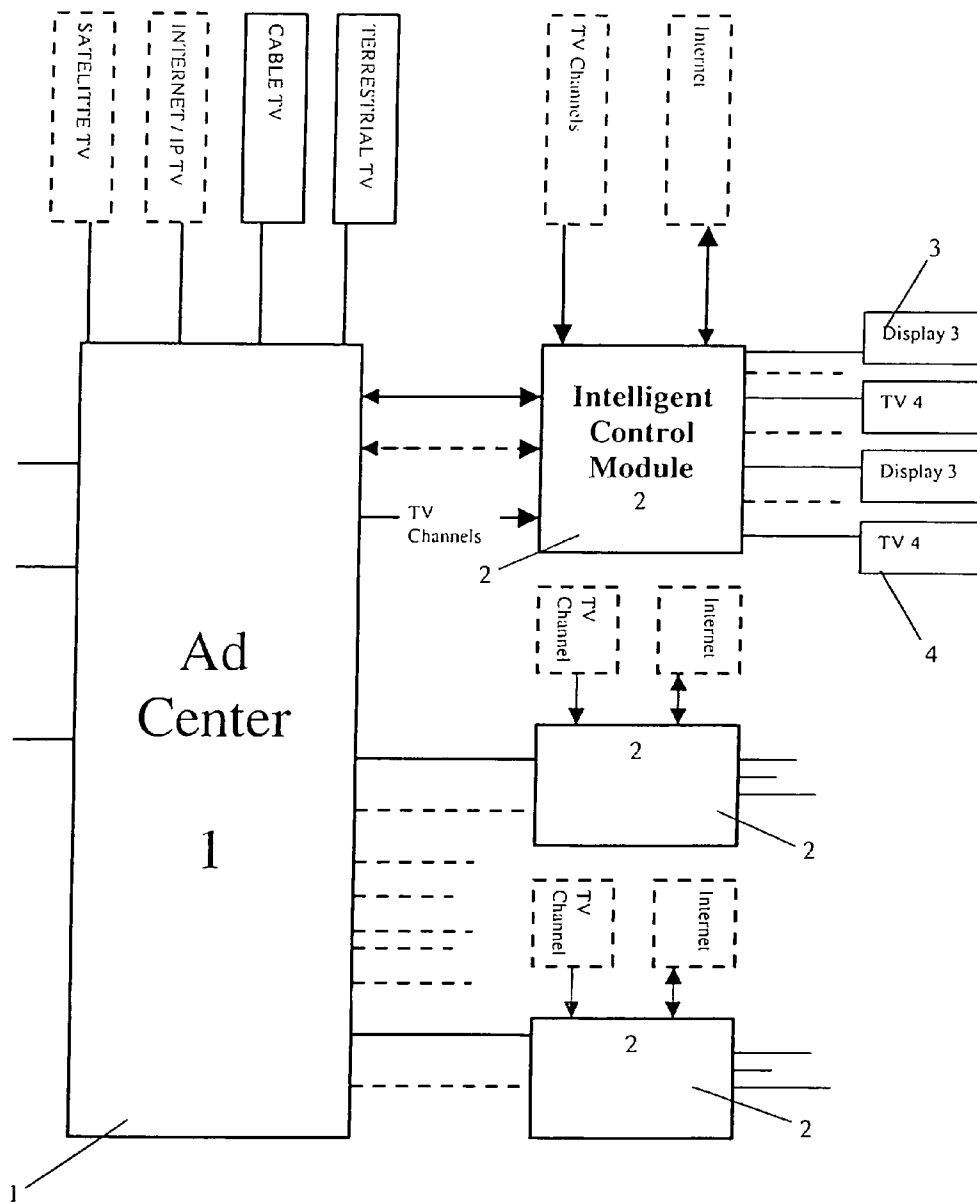 SATELITTE TV
INTERNET / IP TV
CABLE TV
TERRESTRIAL TV
TV Channels
Internet
3
Display 3
TV 4
Display 3
TV 4
4
Intelligent
Control
Module
2
2
TV
Channels
Ad
Center
1
1
TV
Channel
Internet
2
2
TV
Channel
Internet
2
2